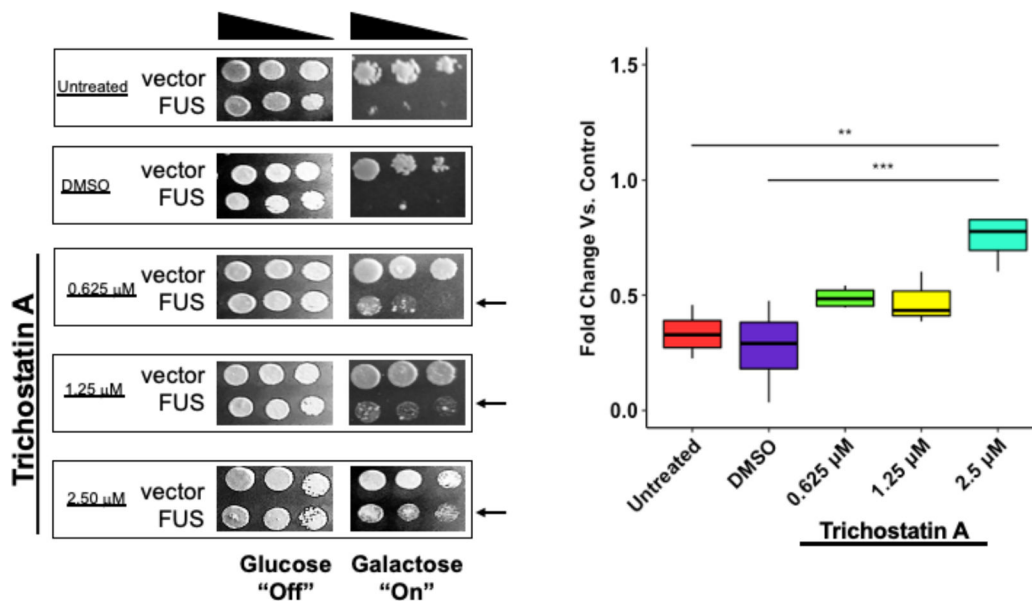 Untreated
vector
FUS
DMSO
vector
FUS
Trichostatin A
0.625 µM
vector
FUS
1.25 µM
vector
FUS
2.50 µM
vector
FUS
Glucose
“Off”
Galactose
“On”
Fold Change Vs. Control
1.5
1.0
0.5
0.0
**
***
Untreated
DMSO
0.625 µM
1.25 µM
2.5 µM
Trichostatin A